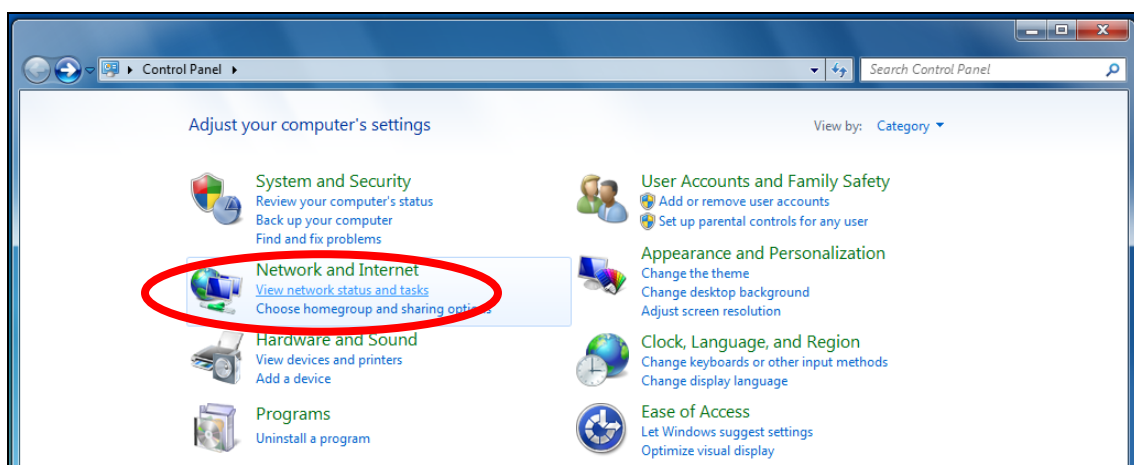 Control Panel
Search Control Panel
Adjust your computer's settings
View by: Category
System and Security
Review your computer's status
Back up your computer
Find and fix problems
Network and Internet
View network status and tasks
Choose homegroup and sharing options
Hardware and Sound
View devices and printers
Add a device
Programs
Uninstall a program
User Accounts and Family Safety
Add or remove user accounts
Set up parental controls for any user
Appearance and Personalization
Change the theme
Change desktop background
Adjust screen resolution
Clock, Language, and Region
Change keyboards or other input methods
Change display language
Ease of Access
Let Windows suggest settings
Optimize visual display